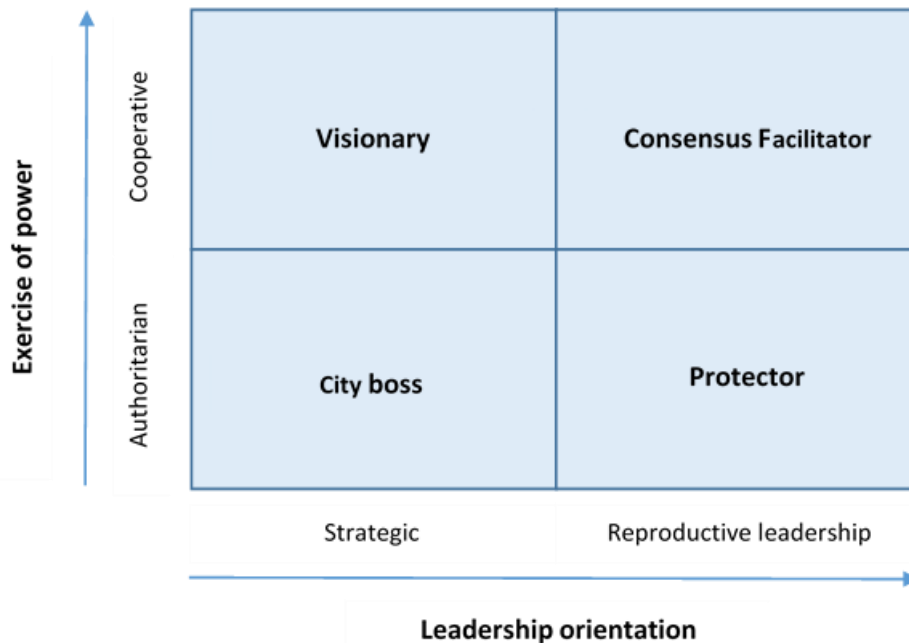 Exercise of power
Cooperative
Authoritarian
Visionary
Consensus Facilitator
City boss
Protector
Strategic
Reproductive leadership
Leadership orientation